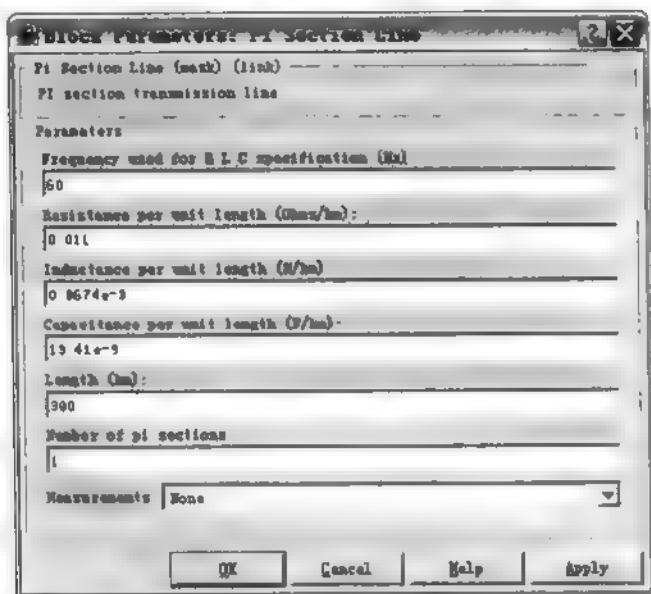 Block Parameters: Pi Section Line
Pi Section Line (mask) (link)
PI section transmission line
Parameters
Frequency used for R L C specification (Hz)
60
Resistance per unit length (Ohms/km):
0.011
Inductance per unit length (H/km)
0.8674e-3
Capacitance per unit length (F/km):
13.41e-9
Length (km):
300
Number of pi sections
1
Measurements None
OK Cancel Help Apply